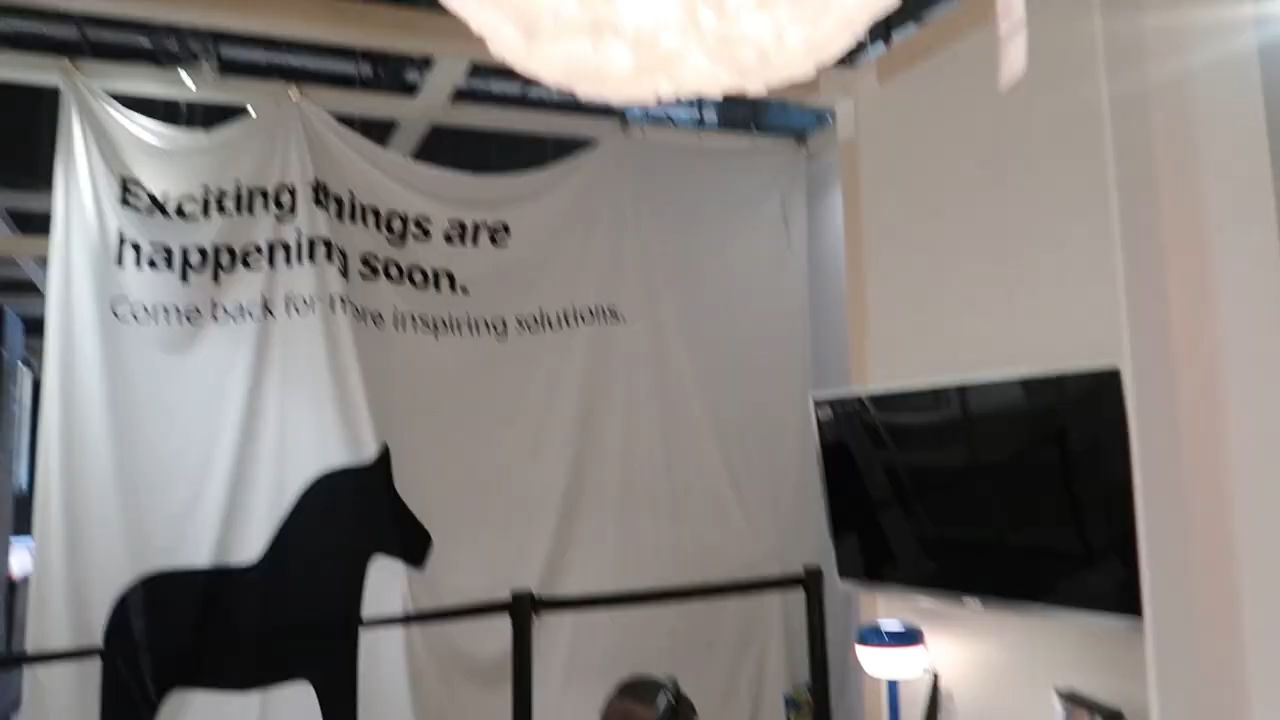 Exciting things are
happening soon.
Come back for more inspiring solutions.